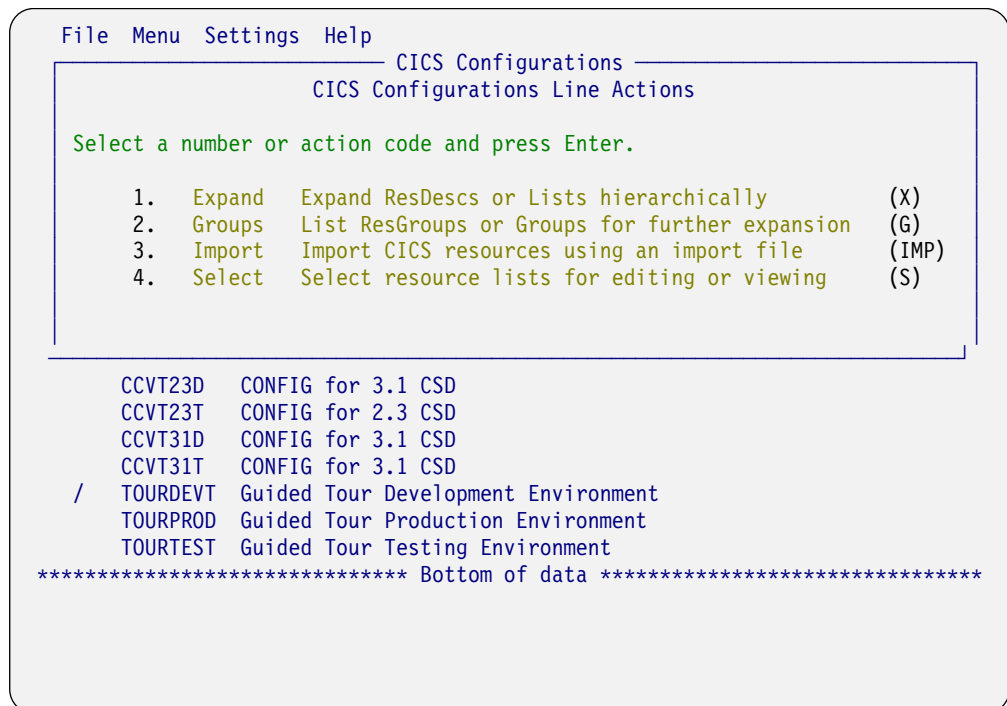 File Menu Settings Help
CICS Configurations
CICS Configurations Line Actions
Select a number or action code and press Enter.
1. Expand Expand ResDescs or Lists hierarchically (X)
2. Groups List ResGroups or Groups for further expansion (G)
3. Import Import CICS resources using an import file (IMP)
4. Select Select resource lists for editing or viewing (S)
CCVT23D CONFIG for 3.1 CSD
CCVT23T CONFIG for 2.3 CSD
CCVT31D CONFIG for 3.1 CSD
CCVT31T CONFIG for 3.1 CSD
/ TOURDEVT Guided Tour Development Environment
TOURPROD Guided Tour Production Environment
TOURTEST Guided Tour Testing Environment
******************************* Bottom of data ********************************